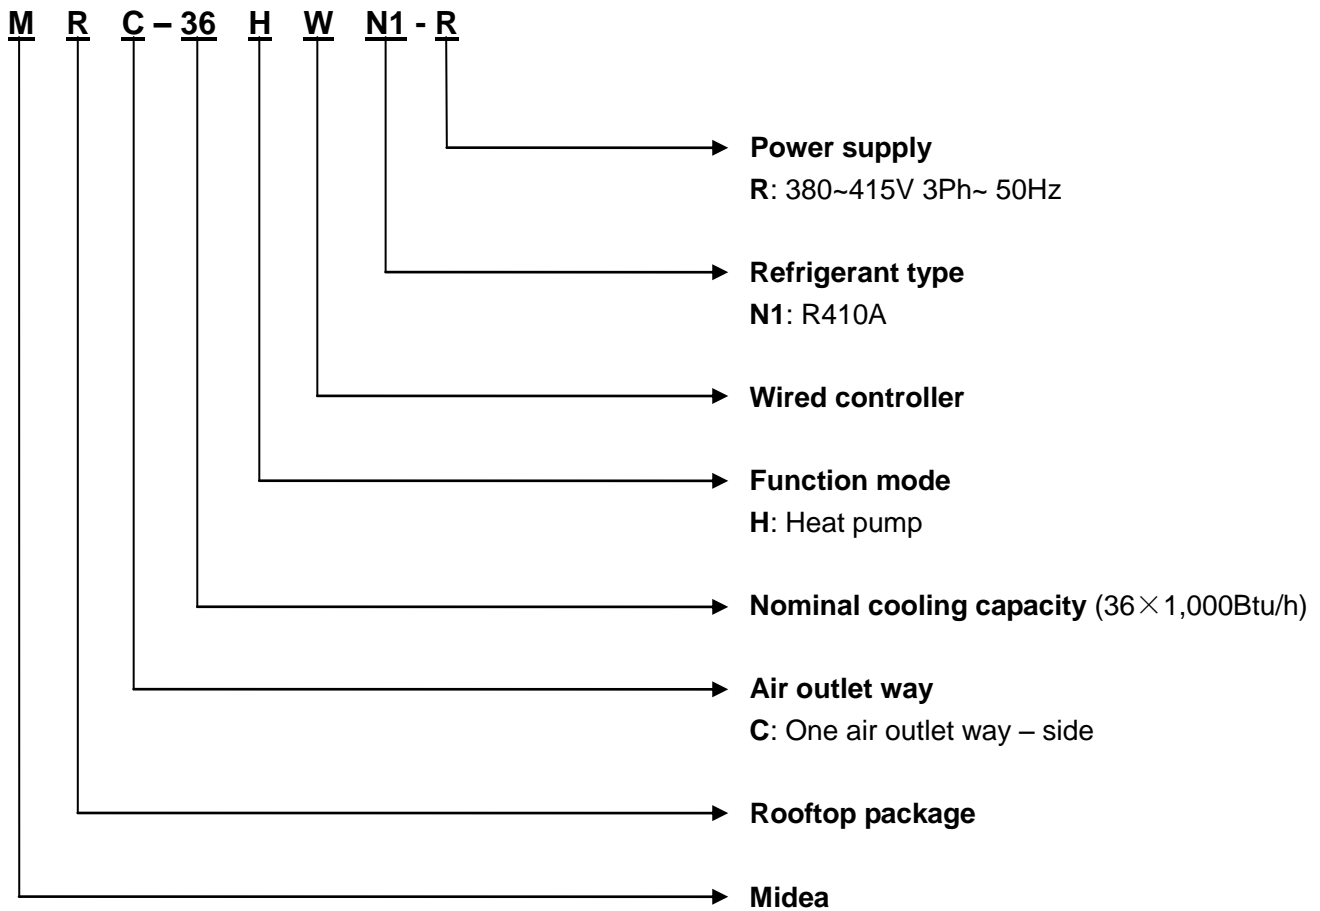 M R C – 36 H W N1 - R
Power supply
R: 380~415V 3Ph~ 50Hz
Refrigerant type
N1: R410A
Wired controller
Function mode
H: Heat pump
Nominal cooling capacity (36×1,000Btu/h)
Air outlet way
C: One air outlet way – side
Rooftop package
Midea